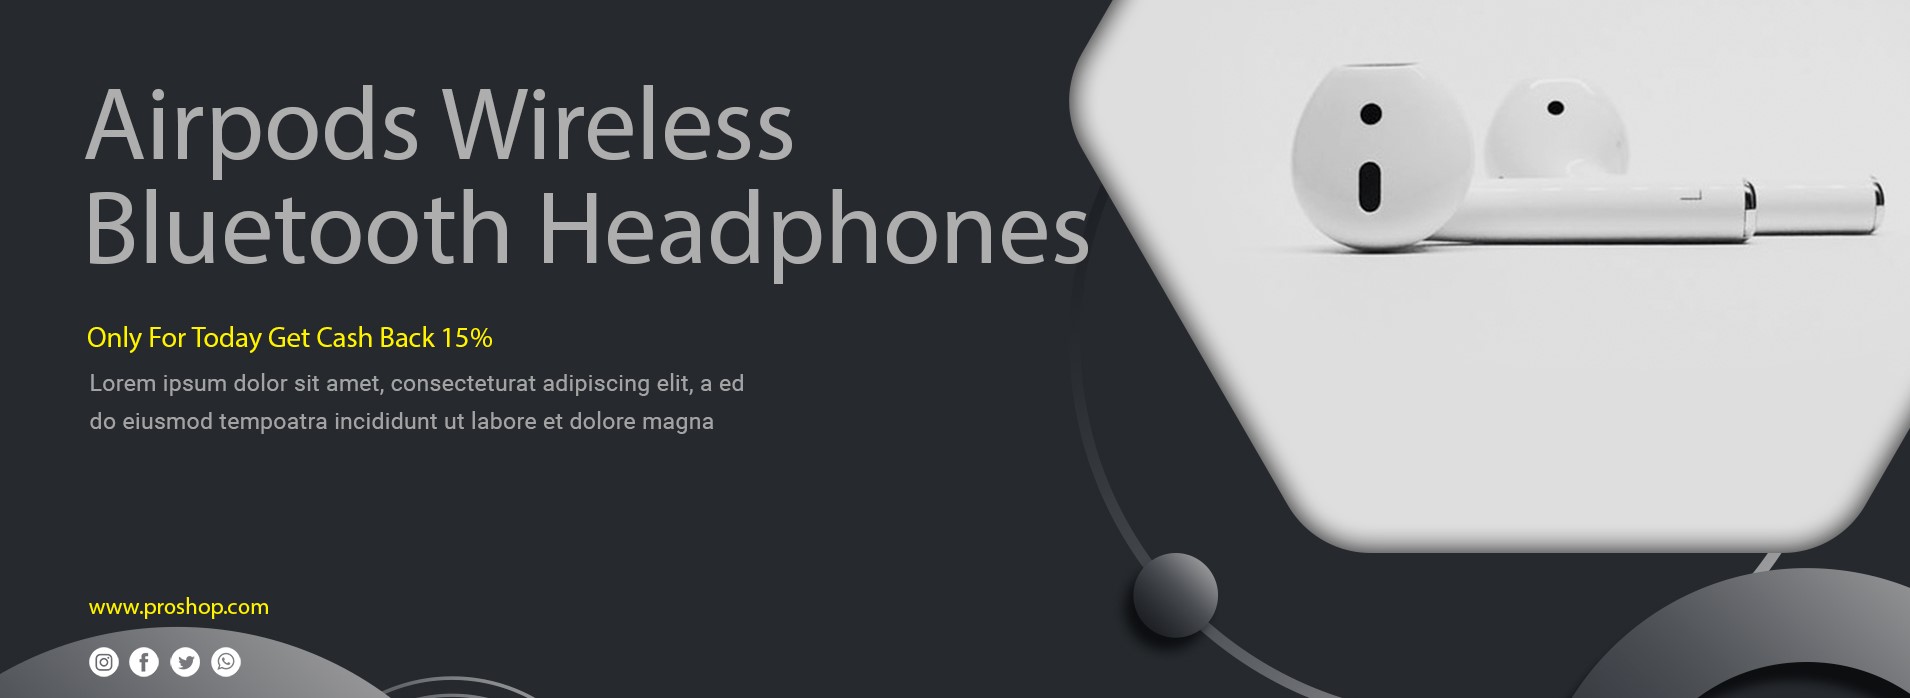 Airpods Wireless
Bluetooth Headphones
Only For Today Get Cash Back 15%
Lorem ipsum dolor sit amet, consecteturat adipiscing elit, a ed
do eiusmod tempoatra incididunt ut labore et dolore magna
www.proshop.com